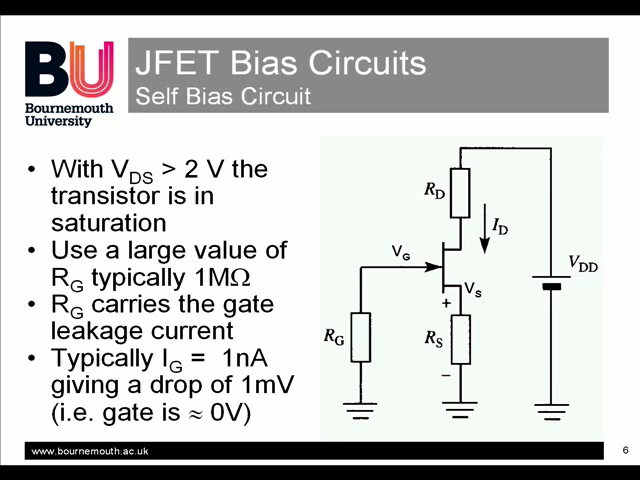 BU
Bournemouth
University
JFET Bias Circuits
Self Bias Circuit
• With VDS > 2 V the
transistor is in
saturation
• Use a large value of
RG typically 1MΩ
• RG carries the gate
leakage current
• Typically IG = 1nA
giving a drop of 1mV
(i.e. gate is ≈ 0V)
RD
ID
VG
VDD
VS
+
RG
RS
–
www.bournemouth.ac.uk
6